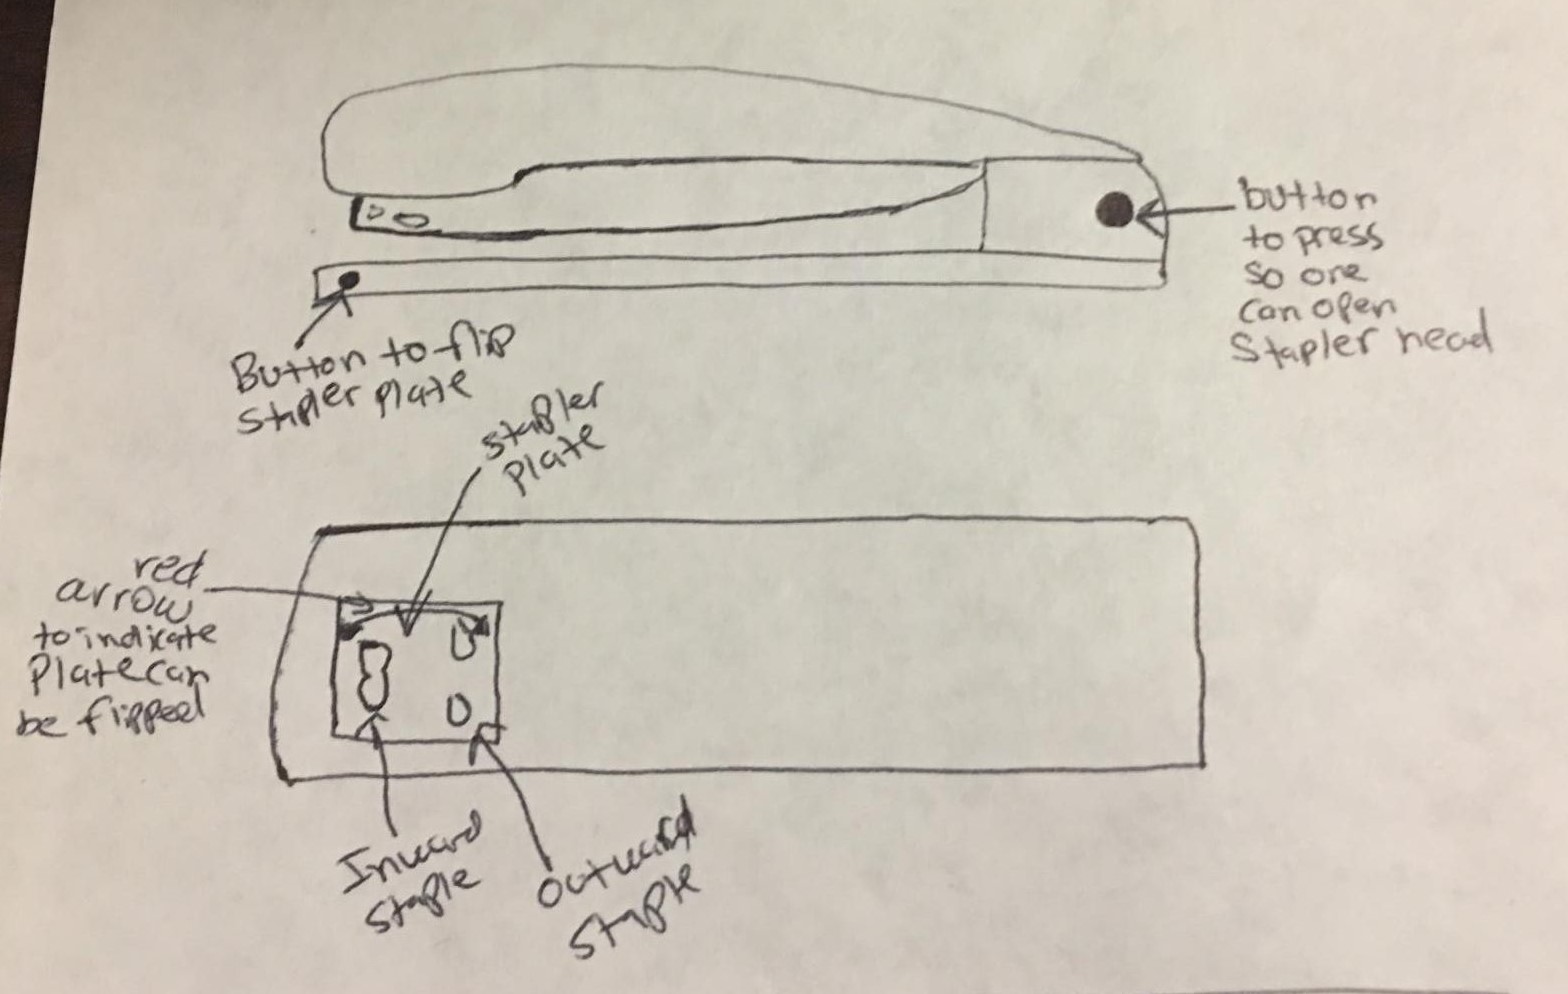 button
to press
so one
can open
Stapler head
Button to flip
stapler plate
stapler
plate
red
arrow
to indicate
Plate can
be flipped
Inward
staple
Outward
staple